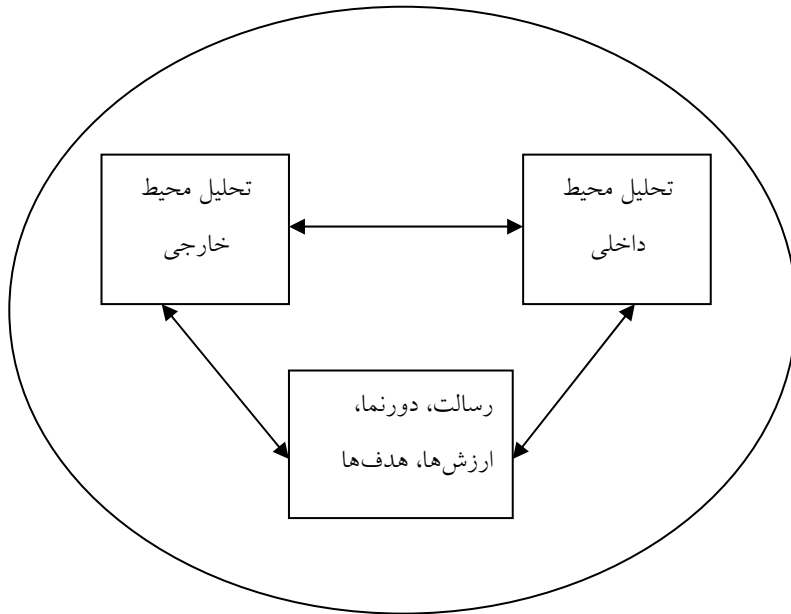 تحلیل محیط
داخلی
تحلیل محیط
خارجی
رسالت، دورنما،
ارزش‌ها، هدف‌ها